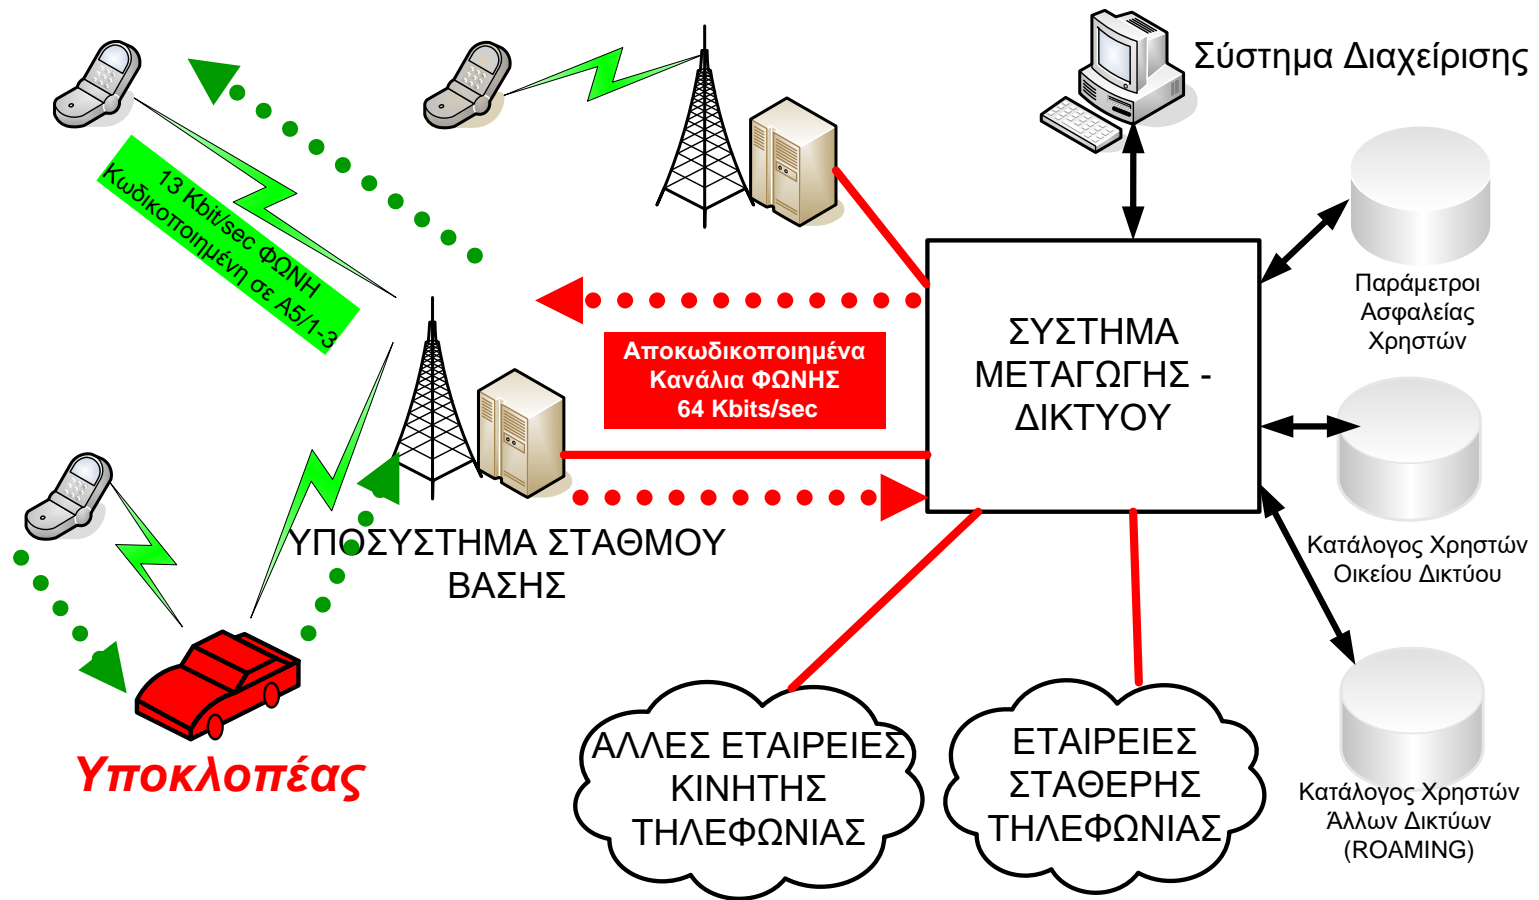 Σύστημα Διαχείρισης
13 Kbit/sec ΦΩΝΗ
Κωδικοποιημένη σε A5/1-3
Παράμετροι
Ασφαλείας
Χρηστών
Αποκωδικοποιημένα
Κανάλια ΦΩΝΗΣ
64 Kbits/sec
ΣΥΣΤΗΜΑ
ΜΕΤΑΓΩΓΗΣ -
ΔΙΚΤΥΟΥ
ΥΠΟΣΥΣΤΗΜΑ ΣΤΑΘΜΟΥ
ΒΑΣΗΣ
Κατάλογος Χρηστών
Οικείου Δικτύου
Υποκλοπέας
ΑΛΛΕΣ ΕΤΑΙΡΕΙΕΣ
ΚΙΝΗΤΗΣ
ΤΗΛΕΦΩΝΙΑΣ
ΕΤΑΙΡΕΙΕΣ
ΣΤΑΘΕΡΗΣ
ΤΗΛΕΦΩΝΙΑΣ
Κατάλογος Χρηστών
Άλλων Δικτύων
(ROAMING)